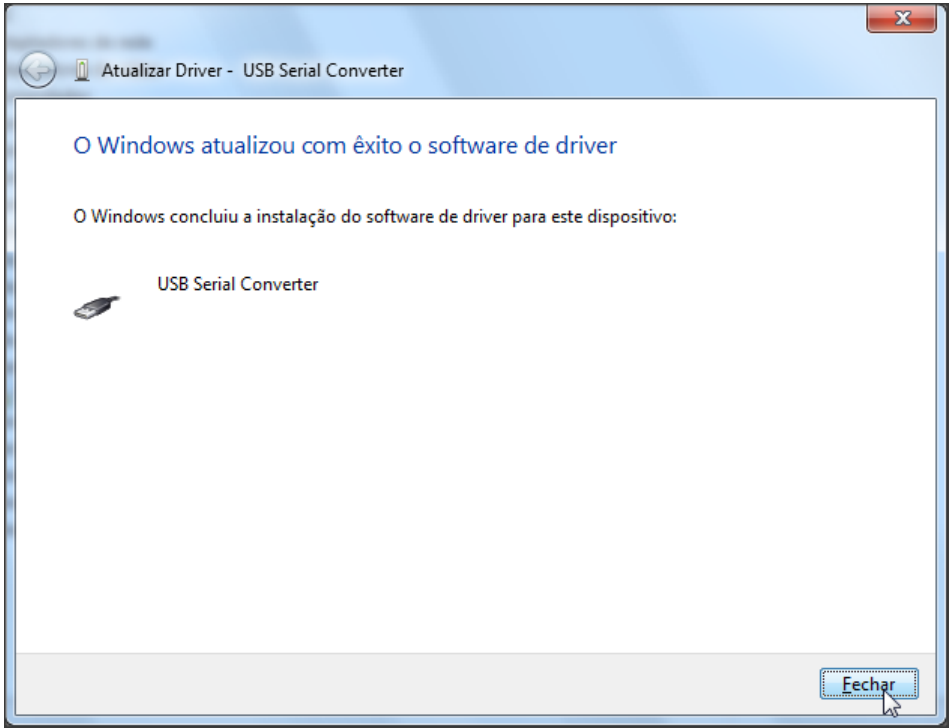 Atualizar Driver - USB Serial Converter
O Windows atualizou com êxito o software de driver
O Windows concluiu a instalação do software de driver para este dispositivo:
USB Serial Converter
Fechar